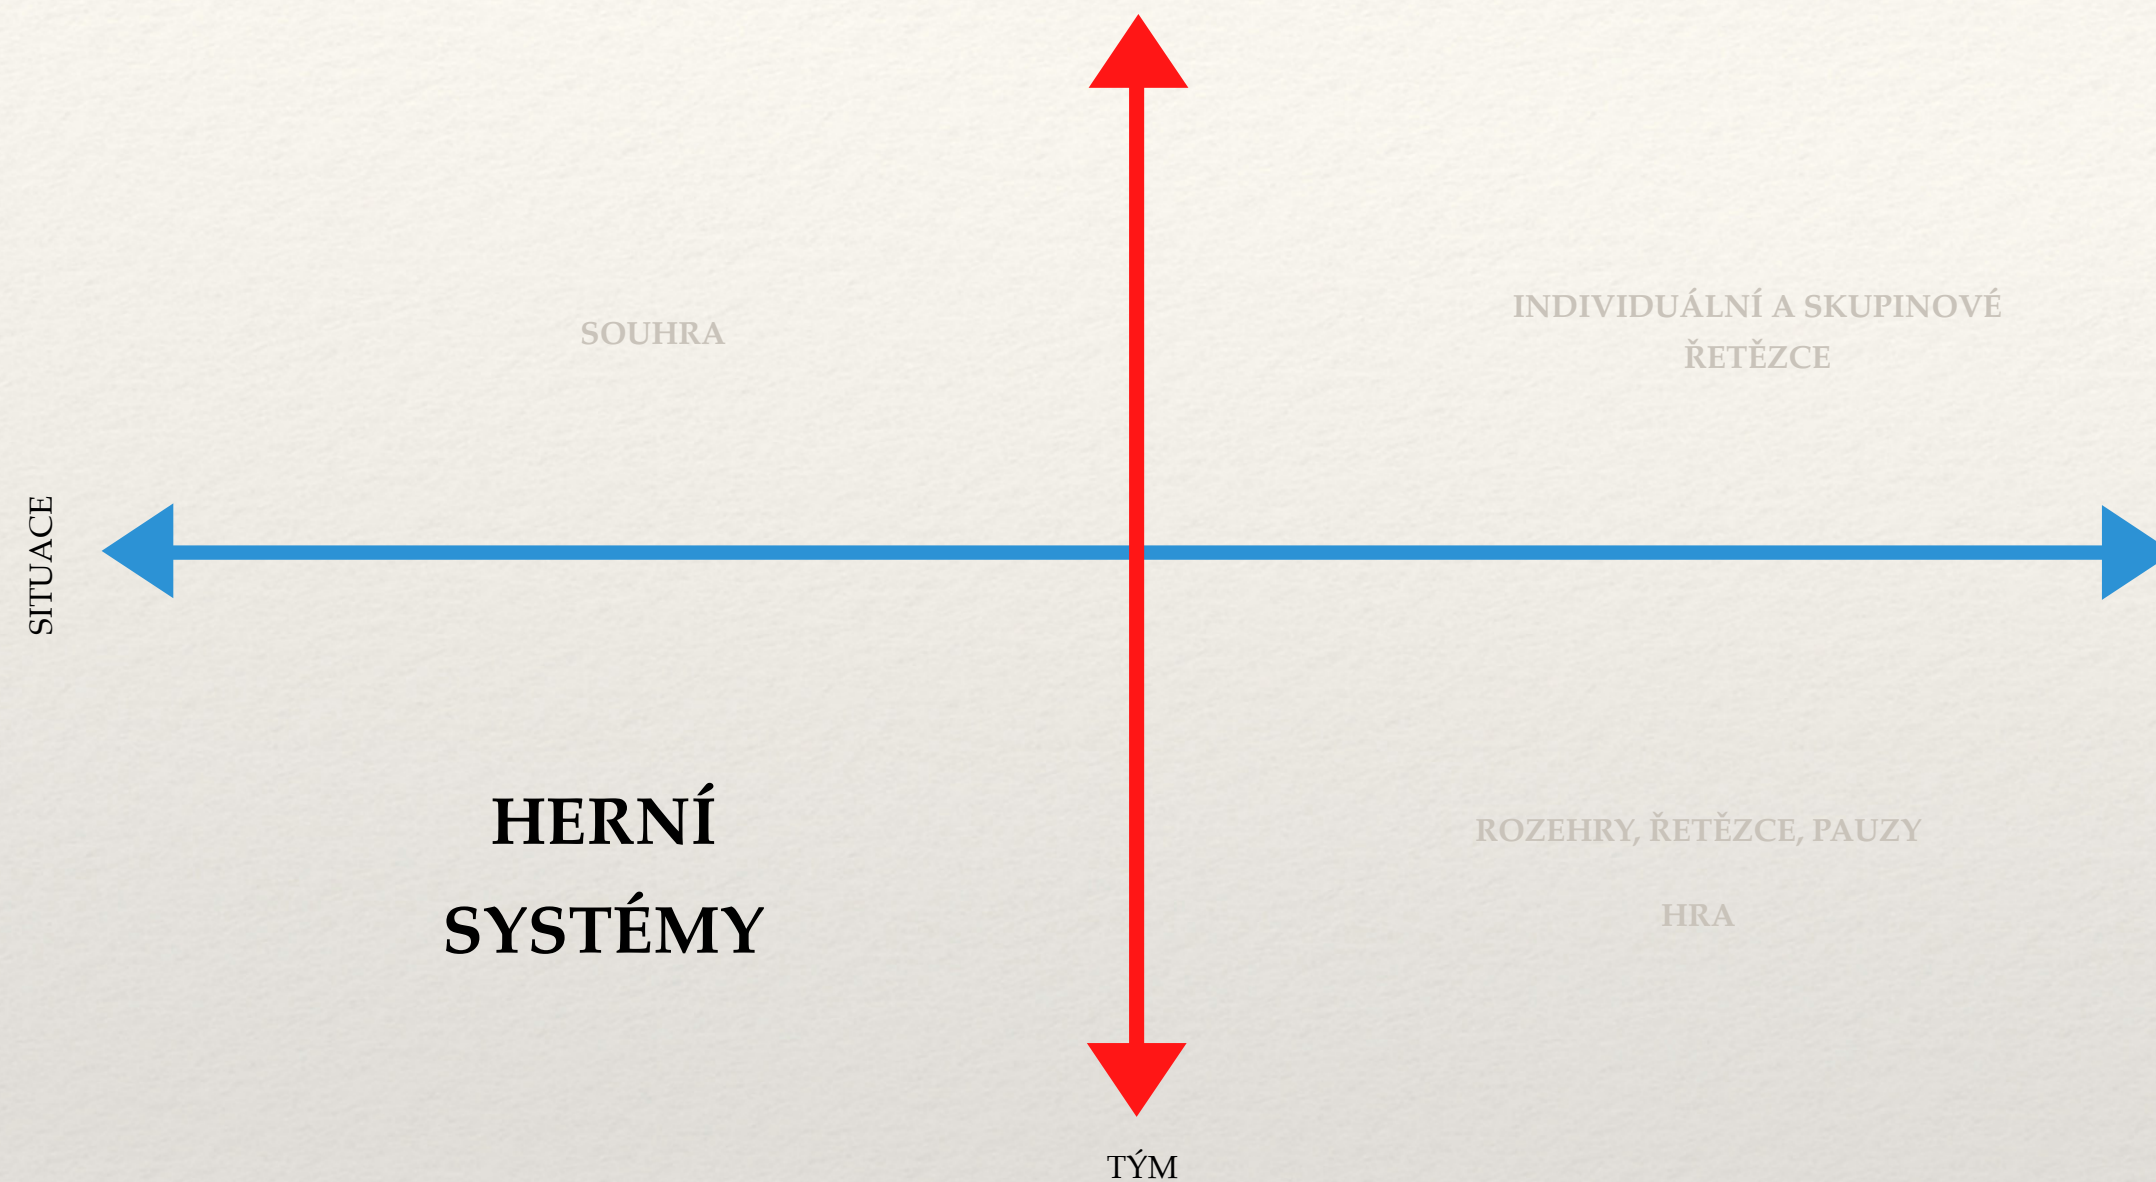 SOUHRA
INDIVIDUÁLNÍ A SKUPINOVÉ
ŘETĚZCE
SITUACE
HERNÍ
SYSTÉMY
ROZEHRY, ŘETĚZCE, PAUZY
HRA
TÝM